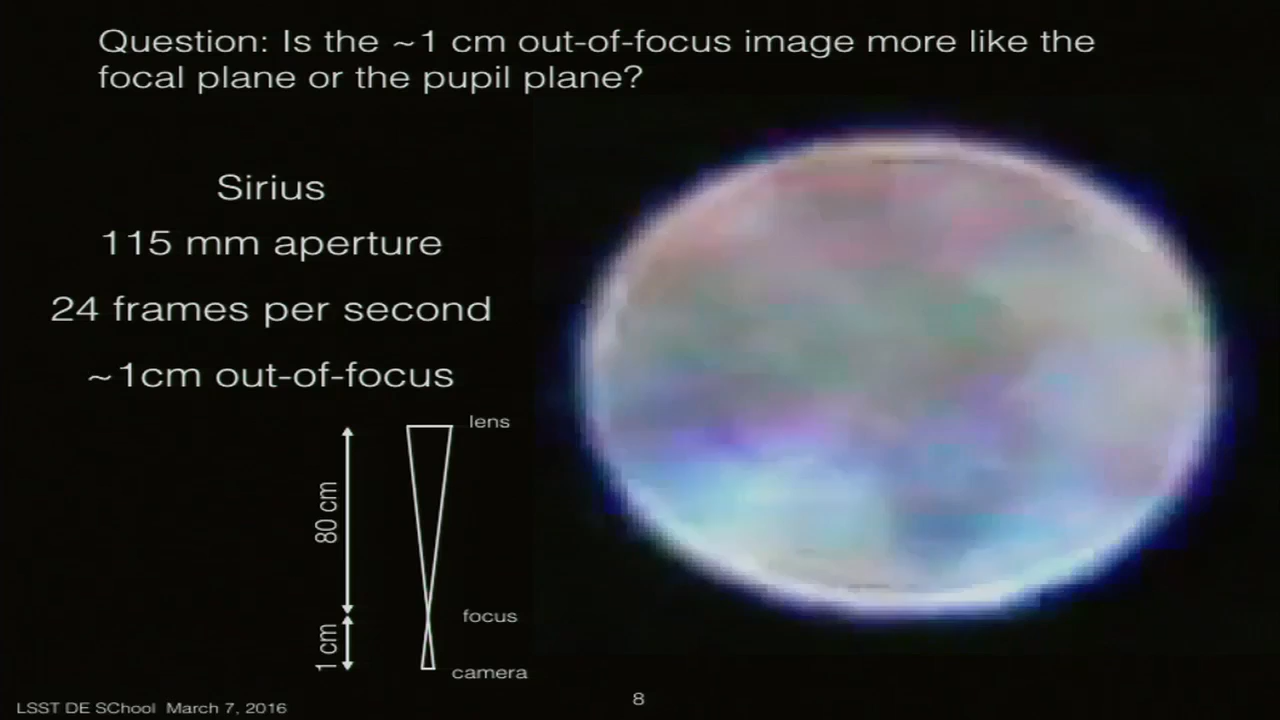 Question: Is the ~1 cm out-of-focus image more like the
focal plane or the pupil plane?
Sirius
115 mm aperture
24 frames per second
~1cm out-of-focus
lens
80 cm
focus
1 cm
camera
LSST DE SChool March 7, 2016
8